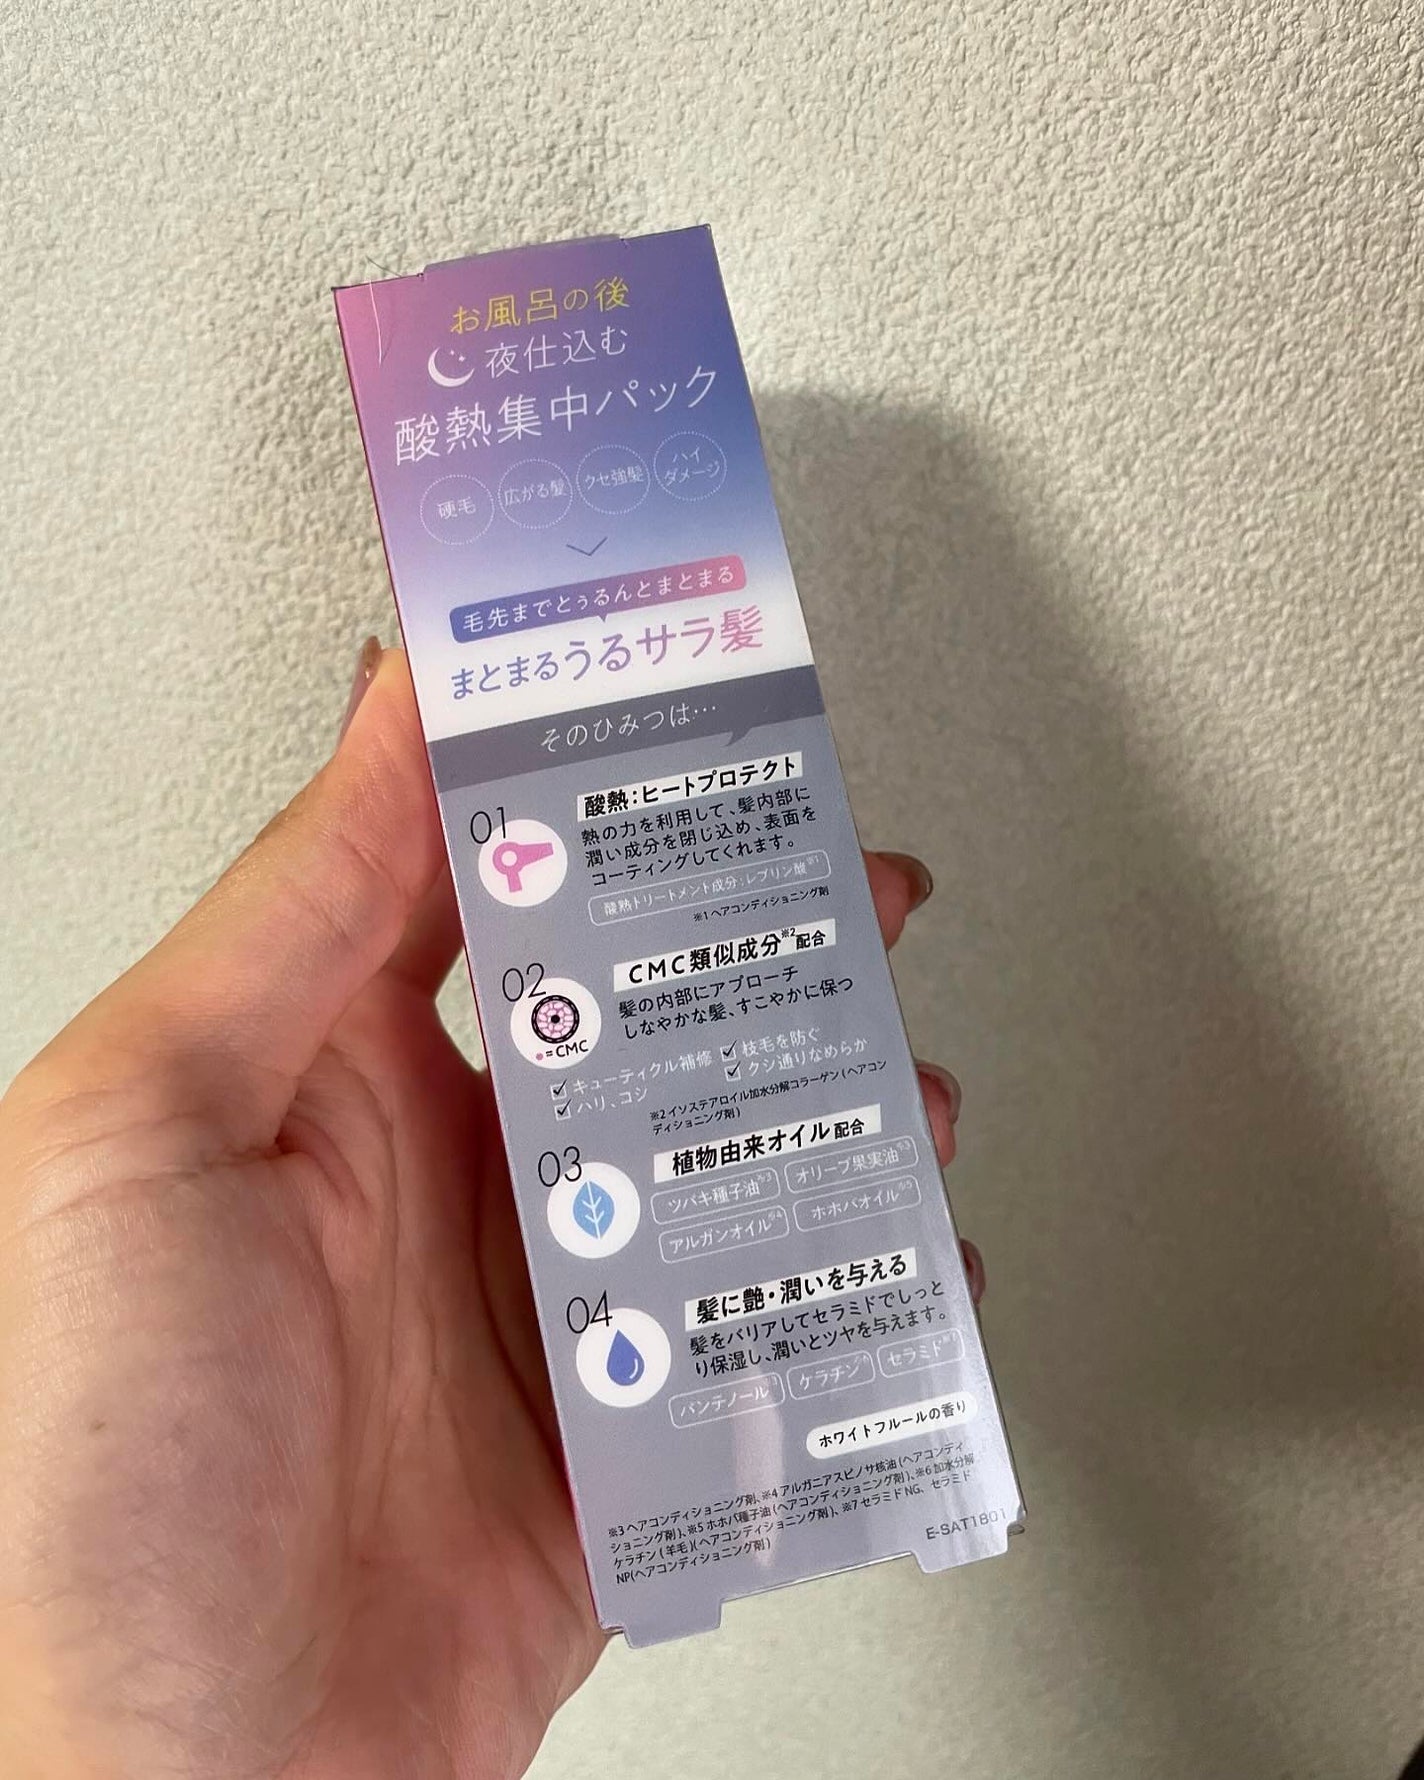 お風呂の後
夜仕込む
酸熱集中パック
硬毛
広がる髪
クセ強髪
ハイ
ダメージ
毛先までとぅるんとまとまる
まとまるうるサラ髪
そのひみつは…
01
酸熱:ヒートプロテクト
熱の力を利用して、髪内部に
潤い成分を閉じ込め、表面を
コーティングしてくれます。
酸熱トリートメント成分:レブリン酸※1
※1 ヘアコンディショニング剤
02
CMC類似成分※2配合
髪の内部にアプローチ
しなやかな髪、すこやかに保つ
=CMC
キューティクル補修
枝毛を防ぐ
ハリ、コシ
クシ通りなめらか
※2 イソステアロイル加水分解コラーゲン(ヘアコン
ディショニング剤)
03
植物由来オイル配合
ツバキ種子油※3
オリーブ果実油※3
アルガンオイル※4
ホホバオイル※5
04
髪に艶・潤いを与える
髪をバリアしてセラミドでしっと
り保湿し、潤いとツヤを与えます。
パンテノール※3
ケラチン※6
セラミド※7
ホワイトフルールの香り
※3 ヘアコンディショニング剤、※4 アルガニアスピノサ核油(ヘアコンディ
ショニング剤)、※5 ホホバ種子油(ヘアコンディショニング剤)、※6 加水分解
ケラチン(羊毛)(ヘアコンディショニング剤)、※7 セラミドNG、セラミド
NP(ヘアコンディショニング剤)
E-SAT1801